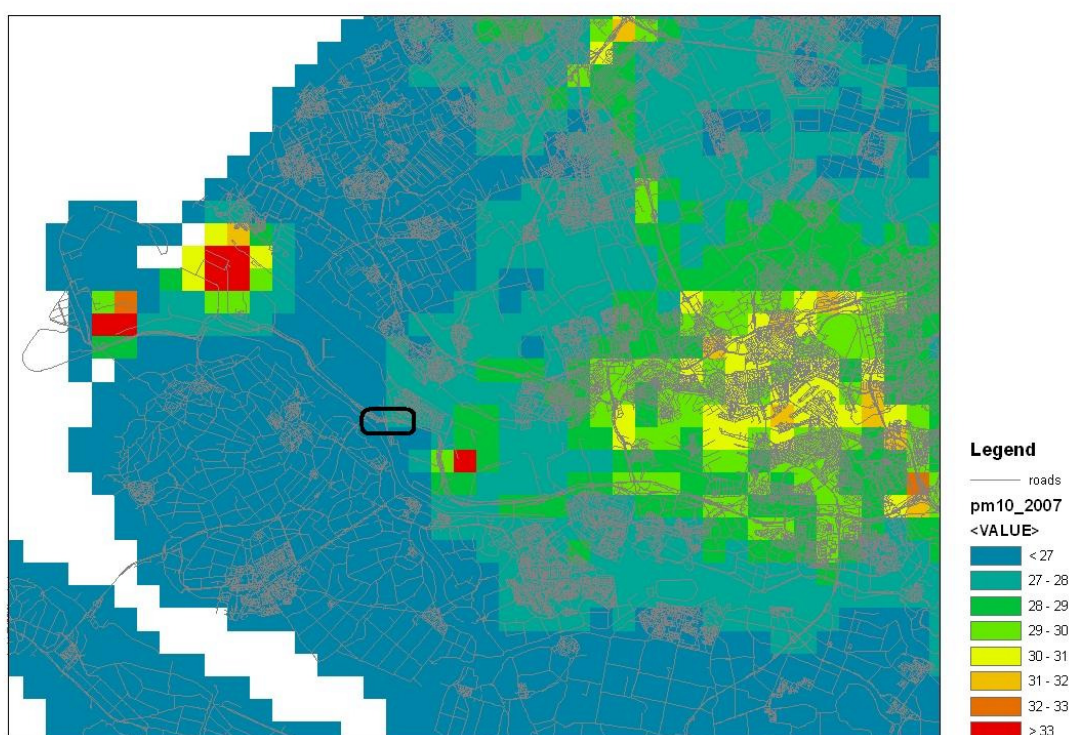 Legend
roads
pm10_2007
<VALUE>
< 27
27 - 28
28 - 29
29 - 30
30 - 31
31 - 32
32 - 33
> 33